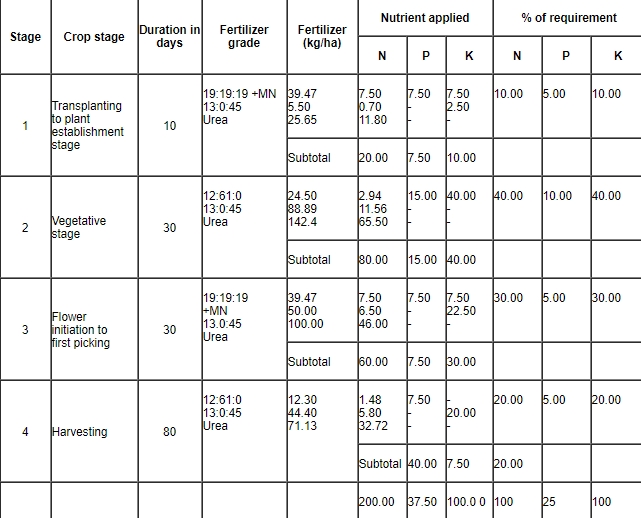 Stage Crop stage Duration in days Fertilizer grade Fertilizer (kg/ha) Nutrient applied % of requirement
N P K N P K
1 Transplanting to plant establishment stage 10
19:19:19 +MN 39.47 7.50 7.50 7.50 10.00 5.00 10.00
13:0:45 5.50 0.70 - 2.50
Urea 25.65 11.80 - -
Subtotal 20.00 7.50 10.00
2 Vegetative stage 30
12:61:0 24.50 2.94 15.00 40.00 40.00 10.00 40.00
13:0:45 88.89 11.56 - -
Urea 142.4 65.50 - -
Subtotal 80.00 15.00 40.00
3 Flower initiation to first picking 30
19:19:19 39.47 7.50 7.50 7.50 30.00 5.00 30.00
+MN 50.00 6.50 - 22.50
13.0:45 100.00 46.00 - -
Urea
Subtotal 60.00 7.50 30.00
4 Harvesting 80
12:61:0 12.30 1.48 7.50 - 20.00 5.00 20.00
13:0:45 44.40 5.80 - 20.00
Urea 71.13 32.72 - -
Subtotal 40.00 7.50 20.00
200.00 37.50 100.0 0 100 25 100